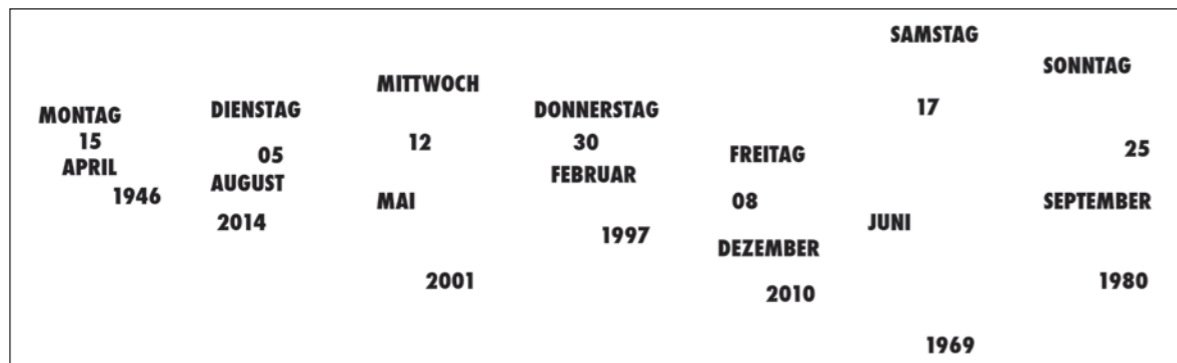 MONTAG
15
APRIL
1946
DIENSTAG
05
AUGUST
2014
MITTWOCH
12
MAI
2001
DONNERSTAG
30
FEBRUAR
1997
FREITAG
08
DEZEMBER
2010
SAMSTAG
17
JUNI
1969
SONNTAG
25
SEPTEMBER
1980